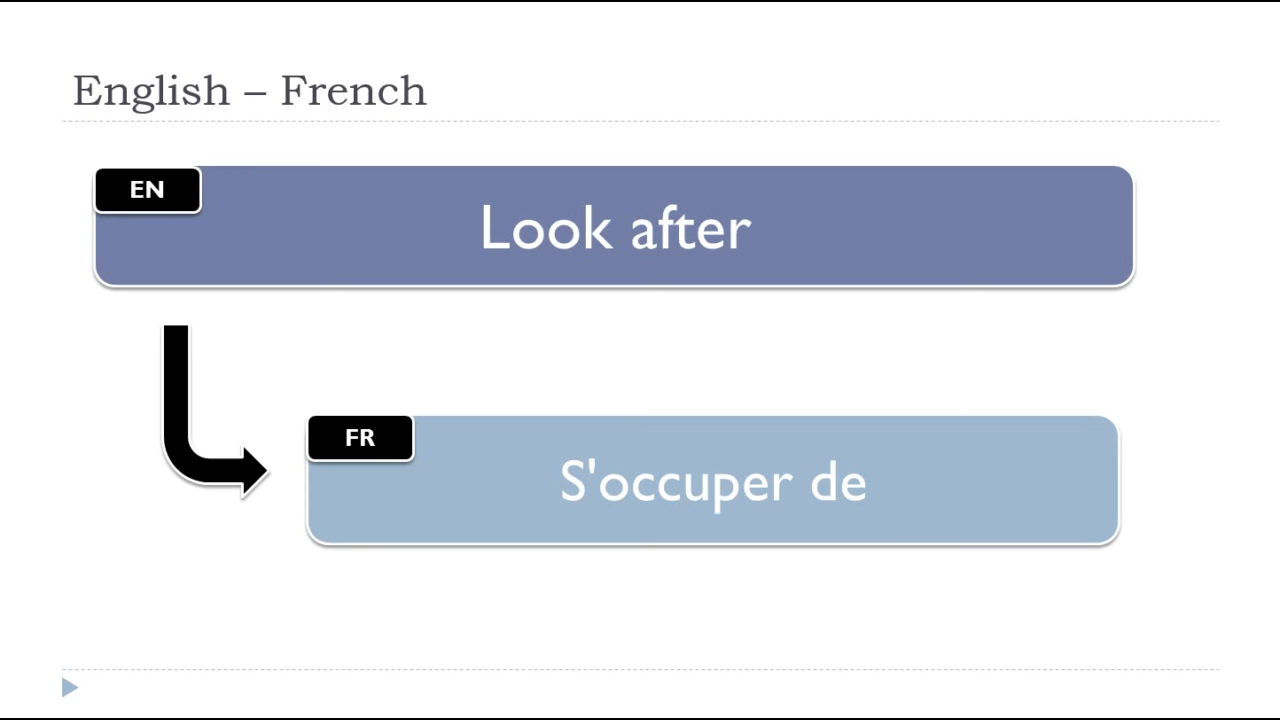 English – French
EN
Look after
FR
S'occuper de